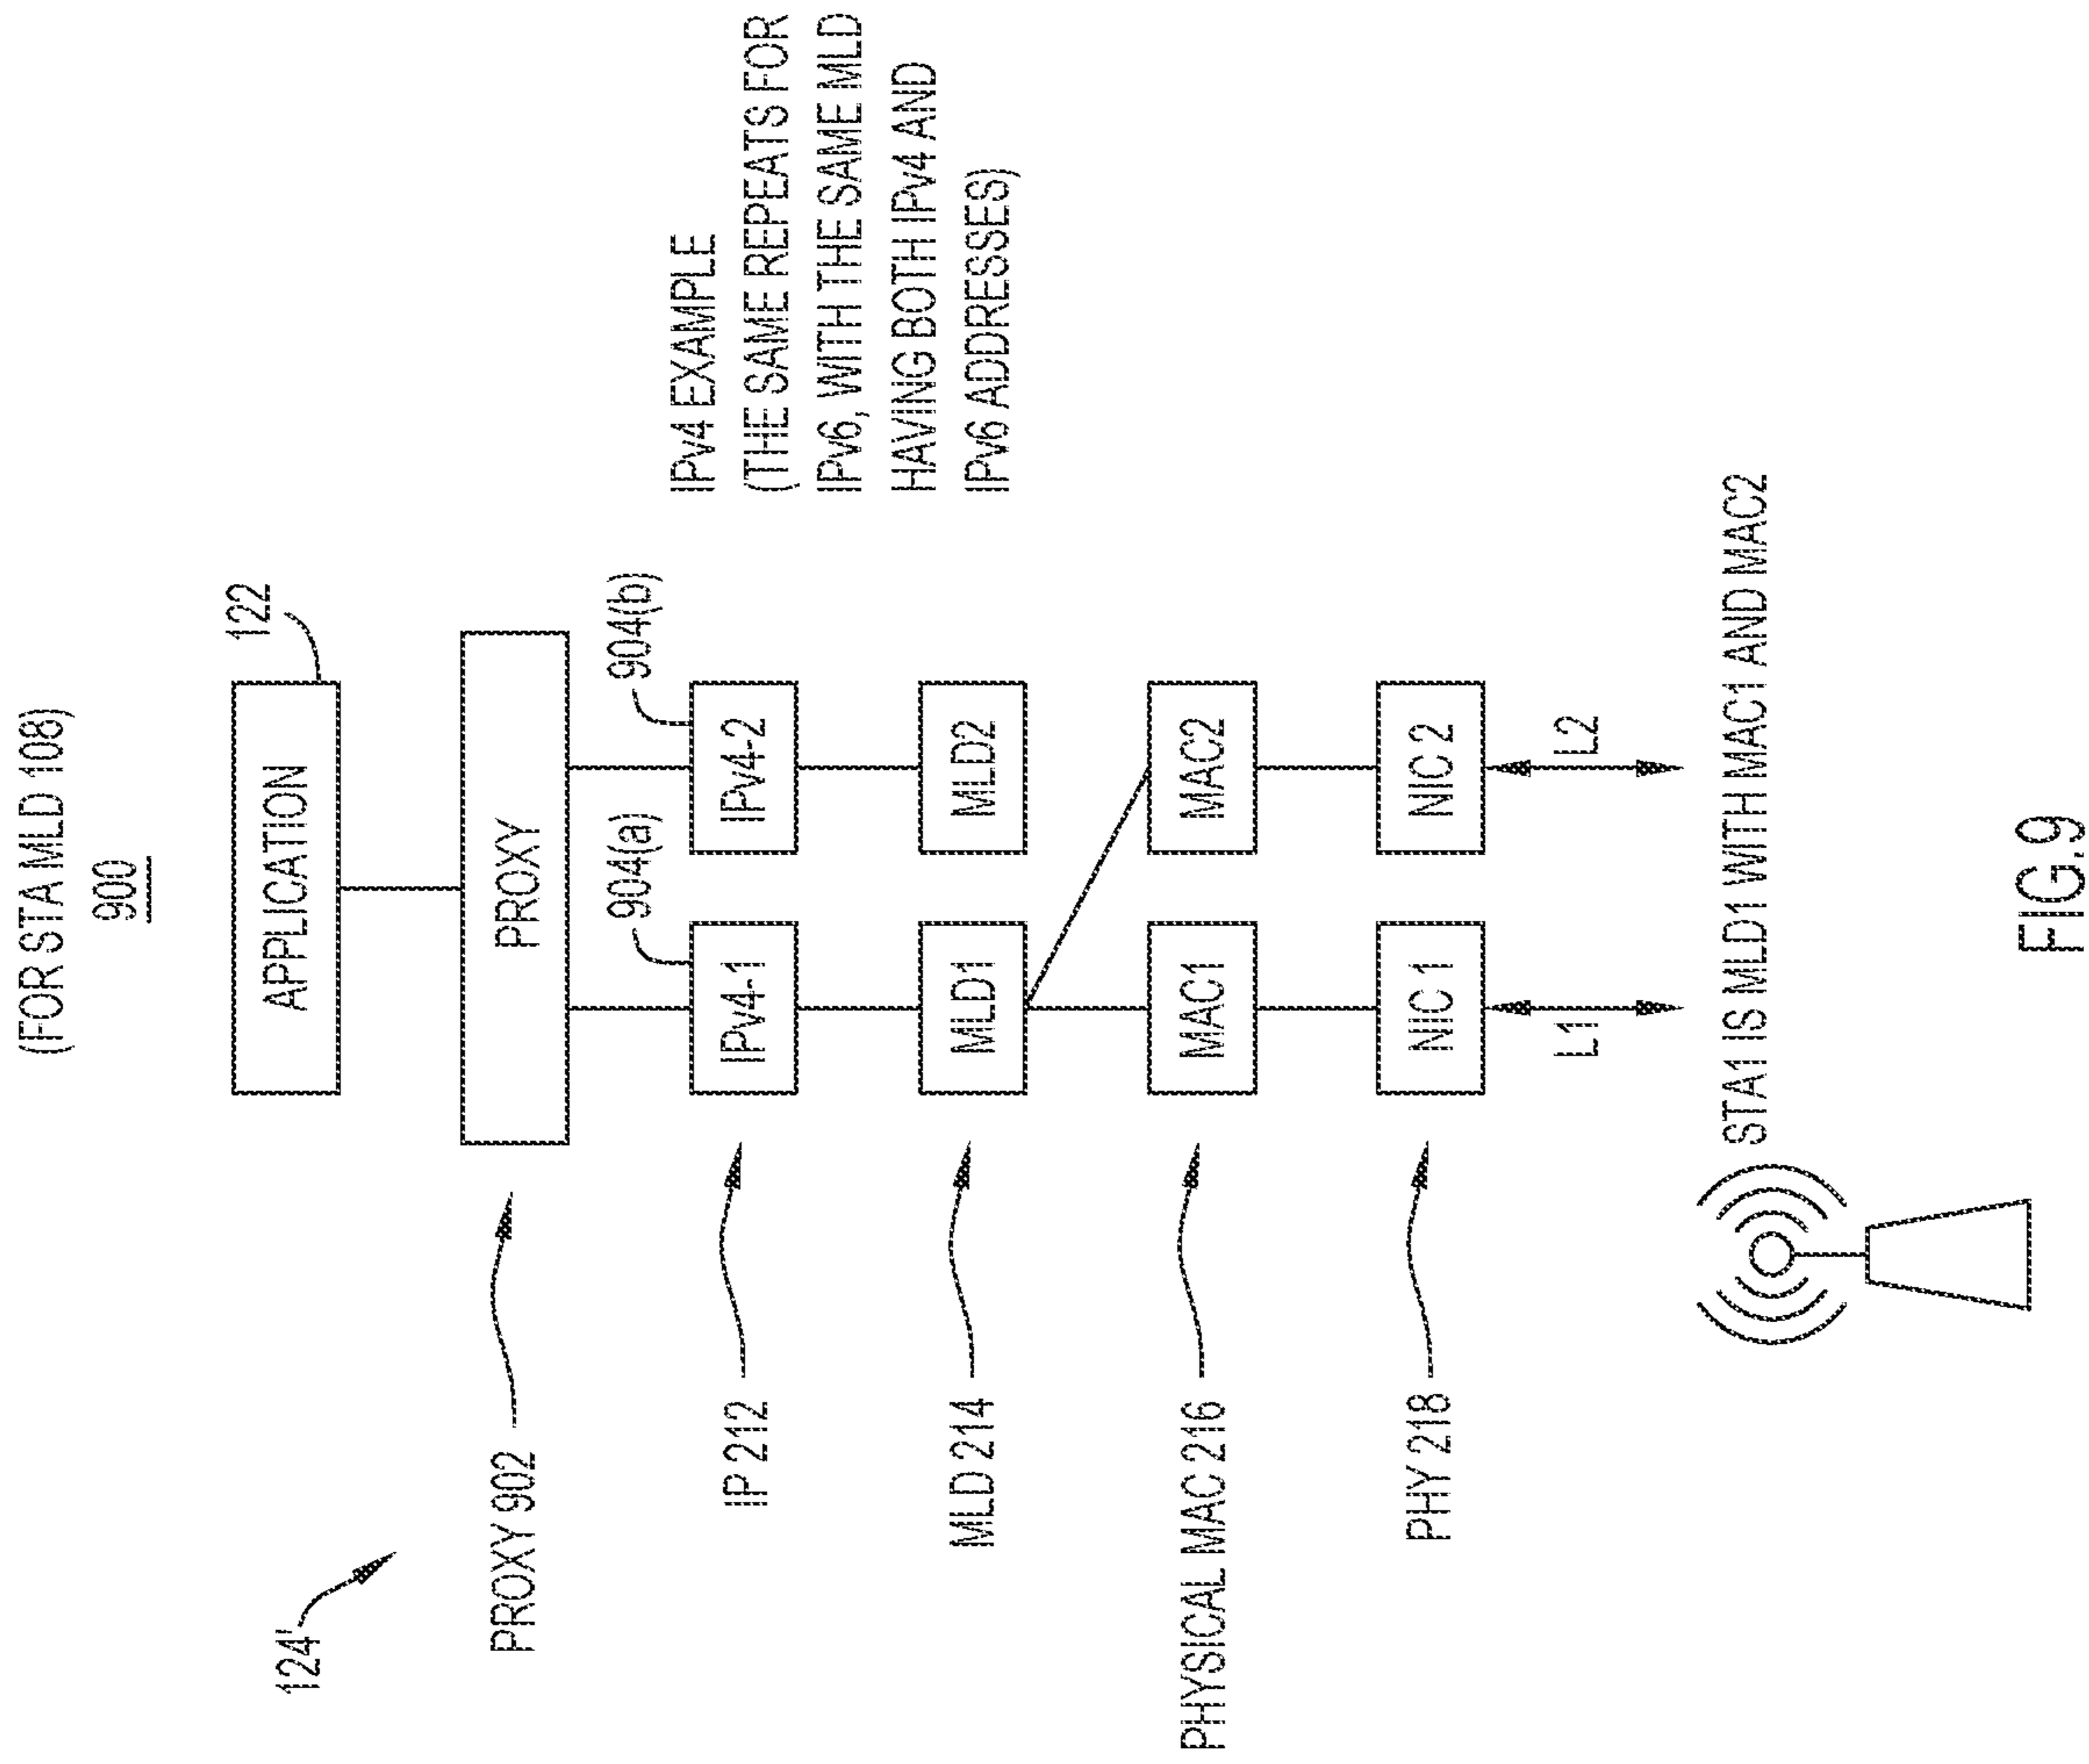 (FOR STA MLD 108)
900
124'
APPLICATION
122
PROXY 902
PROXY
904(a)
904(b)
IP 212
IPV4-1
IPV4-2
IPV4 EXAMPLE
(THE SAME REPEATS FOR
IPV6, WITH THE SAME MLD
HAVING BOTH IPV4 AND
IPV6 ADDRESSES)
MLD 214
MLD1
MLD2
PHYSICAL MAC 216
MAC1
MAC2
PHY 218
NIC 1
NIC 2
L1
L2
STA1 IS MLD1 WITH MAC1 AND MAC2
FIG.9